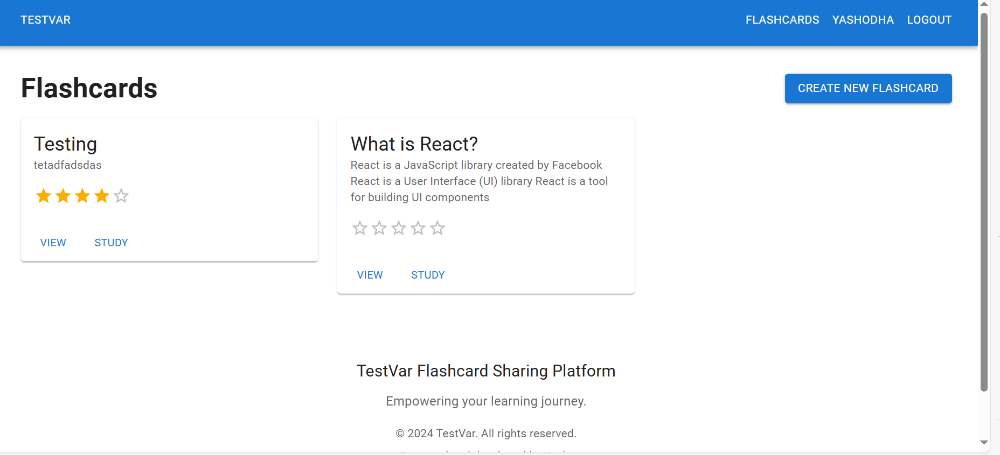 TESTVAR
FLASHCARDS YASHODHA LOGOUT
Flashcards
CREATE NEW FLASHCARD
Testing
tetadfadsdas
VIEW STUDY
What is React?
React is a JavaScript library created by Facebook
React is a User Interface (UI) library React is a tool
for building UI components
VIEW STUDY
TestVar Flashcard Sharing Platform
Empowering your learning journey.
© 2024 TestVar. All rights reserved.